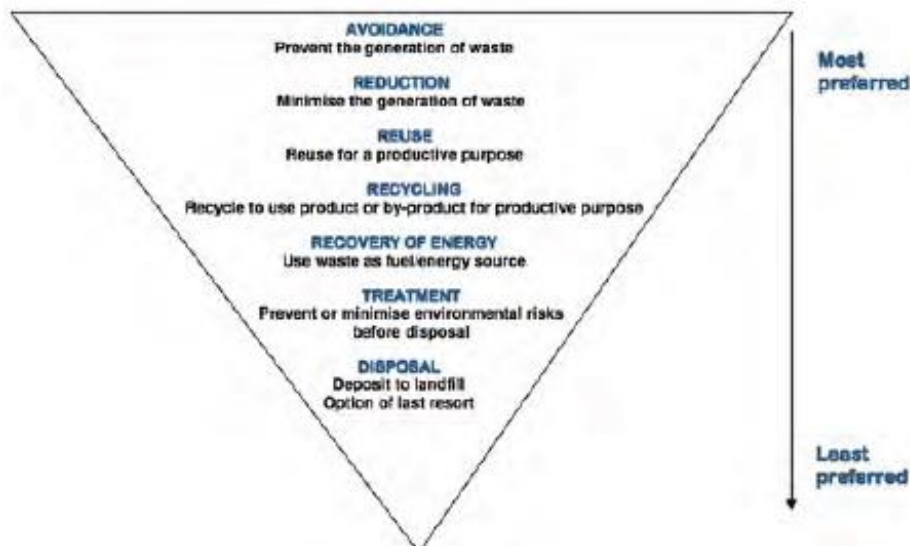 AVOIDANCE
Prevent the generation of waste
REDUCTION
Minimise the generation of waste
REUSE
Reuse for a productive purpose
RECYCLING
Recycle to use product or by-product for productive purpose
RECOVERY OF ENERGY
Use waste as fuel/energy source
TREATMENT
Prevent or minimise environmental risks
before disposal
DISPOSAL
Deposit to landfill
Option of last resort
Most
preferred
Least
preferred